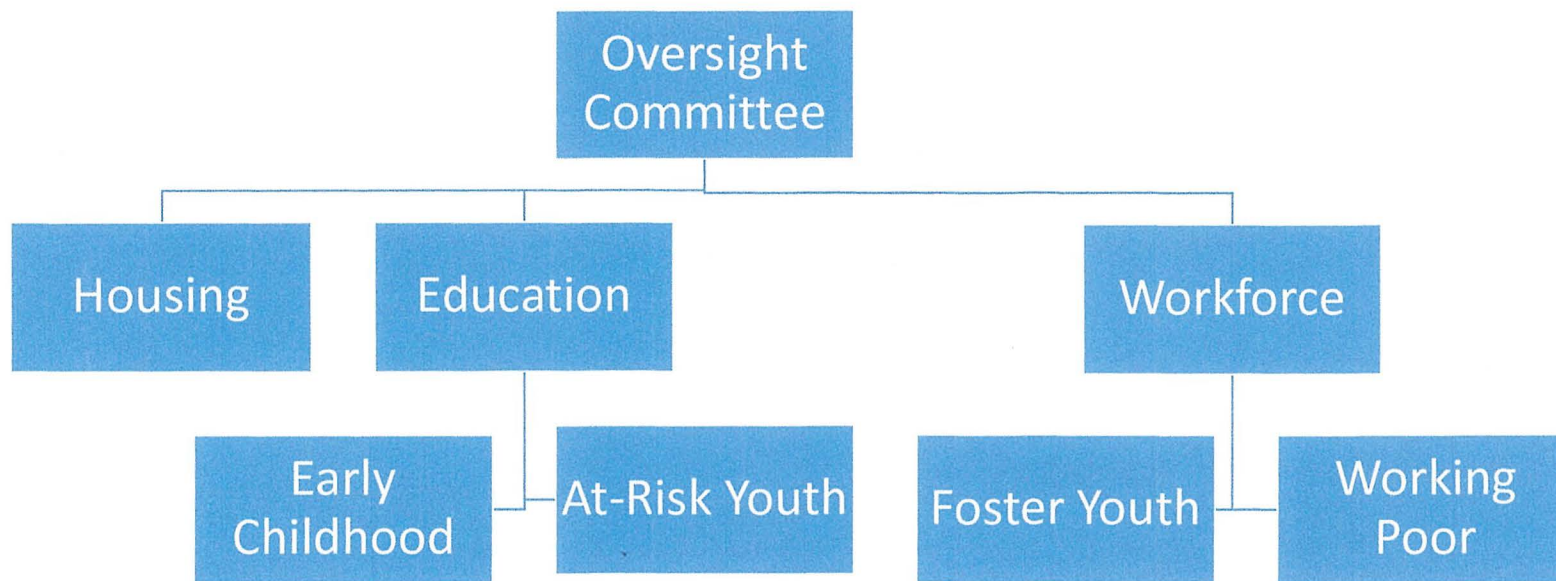 Oversight
Committee
Housing
Education
Workforce
Early
Childhood
At-Risk Youth
Foster Youth
Working
Poor